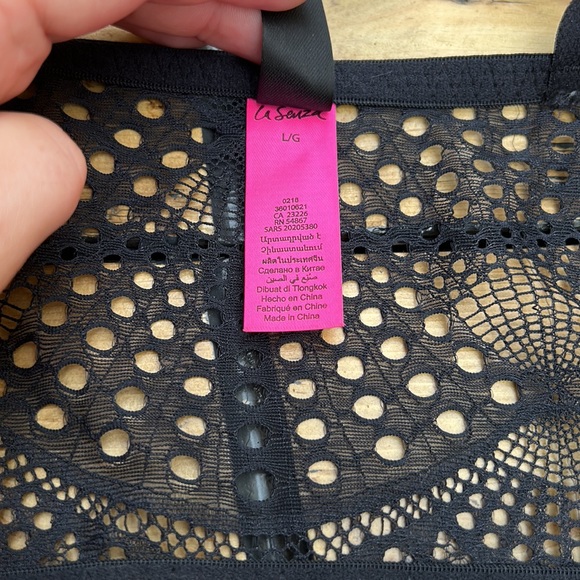 La Senza
L/G
0218
36010621
CA 23226
RN 54867
SARS 20205380
Արտադրված է
Չինաստանում
ผลิตในประเทศจีน
Сделано в Китае
صنع في الصين
Dibuat di Tiongkok
Hecho en China
Fabriqué en Chine
Made in China